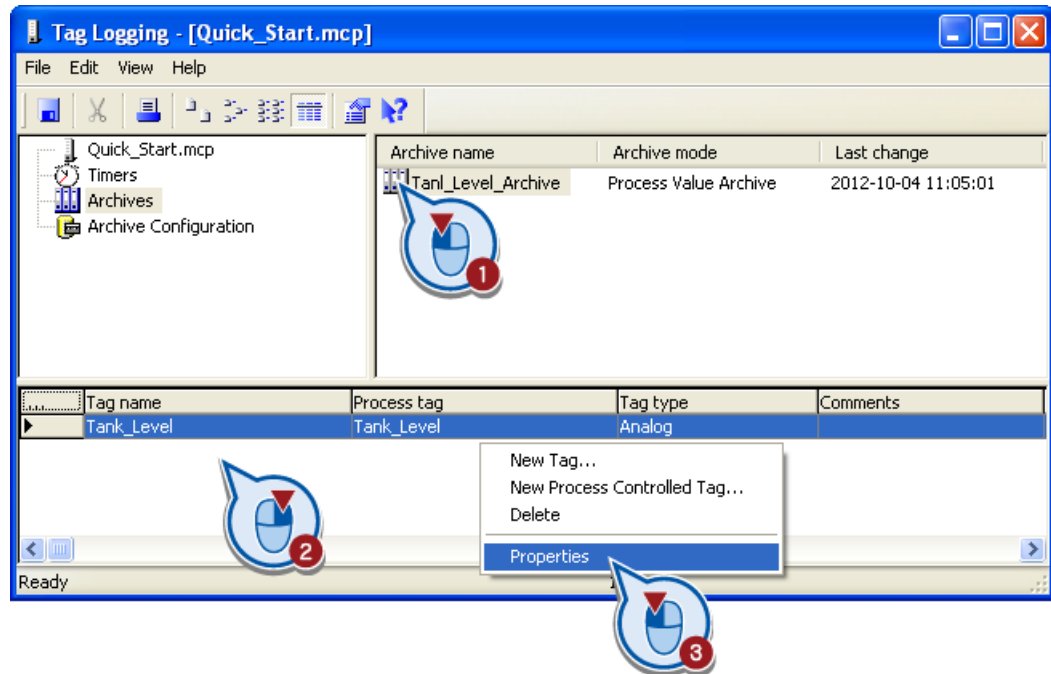 Tag Logging - [Quick_Start.mcp]
File Edit View Help
Quick_Start.mcp
Timers
Archives
Archive Configuration
Archive name Archive mode Last change
Tanl_Level_Archive Process Value Archive 2012-10-04 11:05:01
1
Tag name Process tag Tag type Comments
Tank_Level Tank_Level Analog
New Tag...
New Process Controlled Tag...
Delete
Properties
2
Ready
3